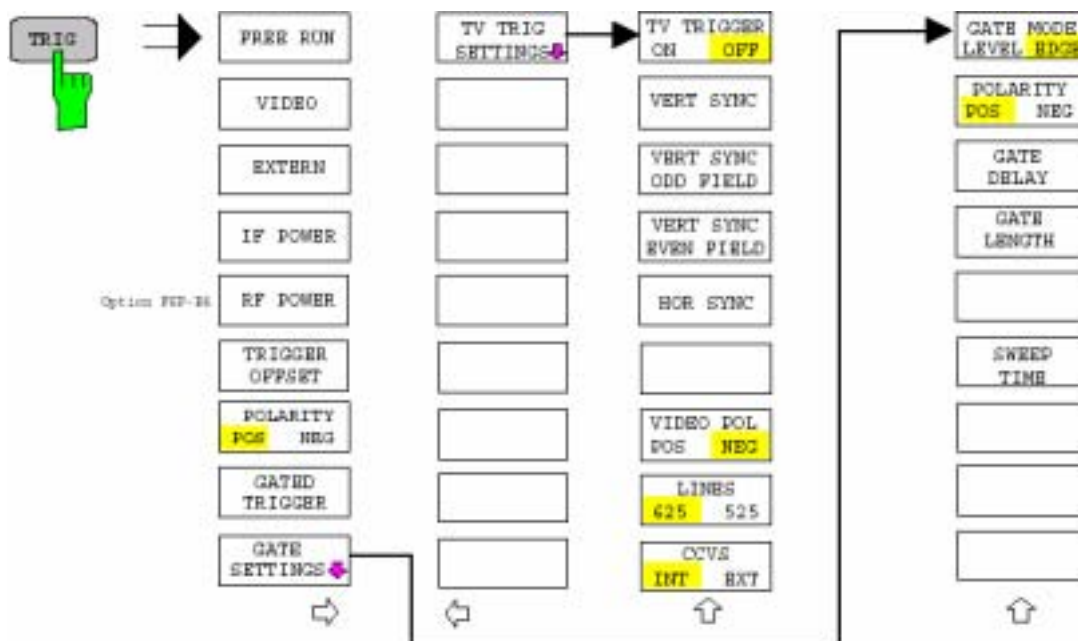 TRIG
FREE RUN
VIDEO
EXTERN
IF POWER
Option
RF POWER
TRIGGER
OFFSET
POLARITY
POS NEG
GATED
TRIGGER
GATE
SETTINGS
TV TRIG
SETTINGS
TV TRIGGER
ON OFF
VERT SYNC
VERT SYNC
ODD FIELD
VERT SYNC
EVEN FIELD
HOR SYNC
VIDEO POL
POS NEG
LINES
625 525
CCVS
INT EXT
GATE MODE
LEVEL EDGE
POLARITY
POS NEG
GATE
DELAY
GATE
LENGTH
SWEEP
TIME